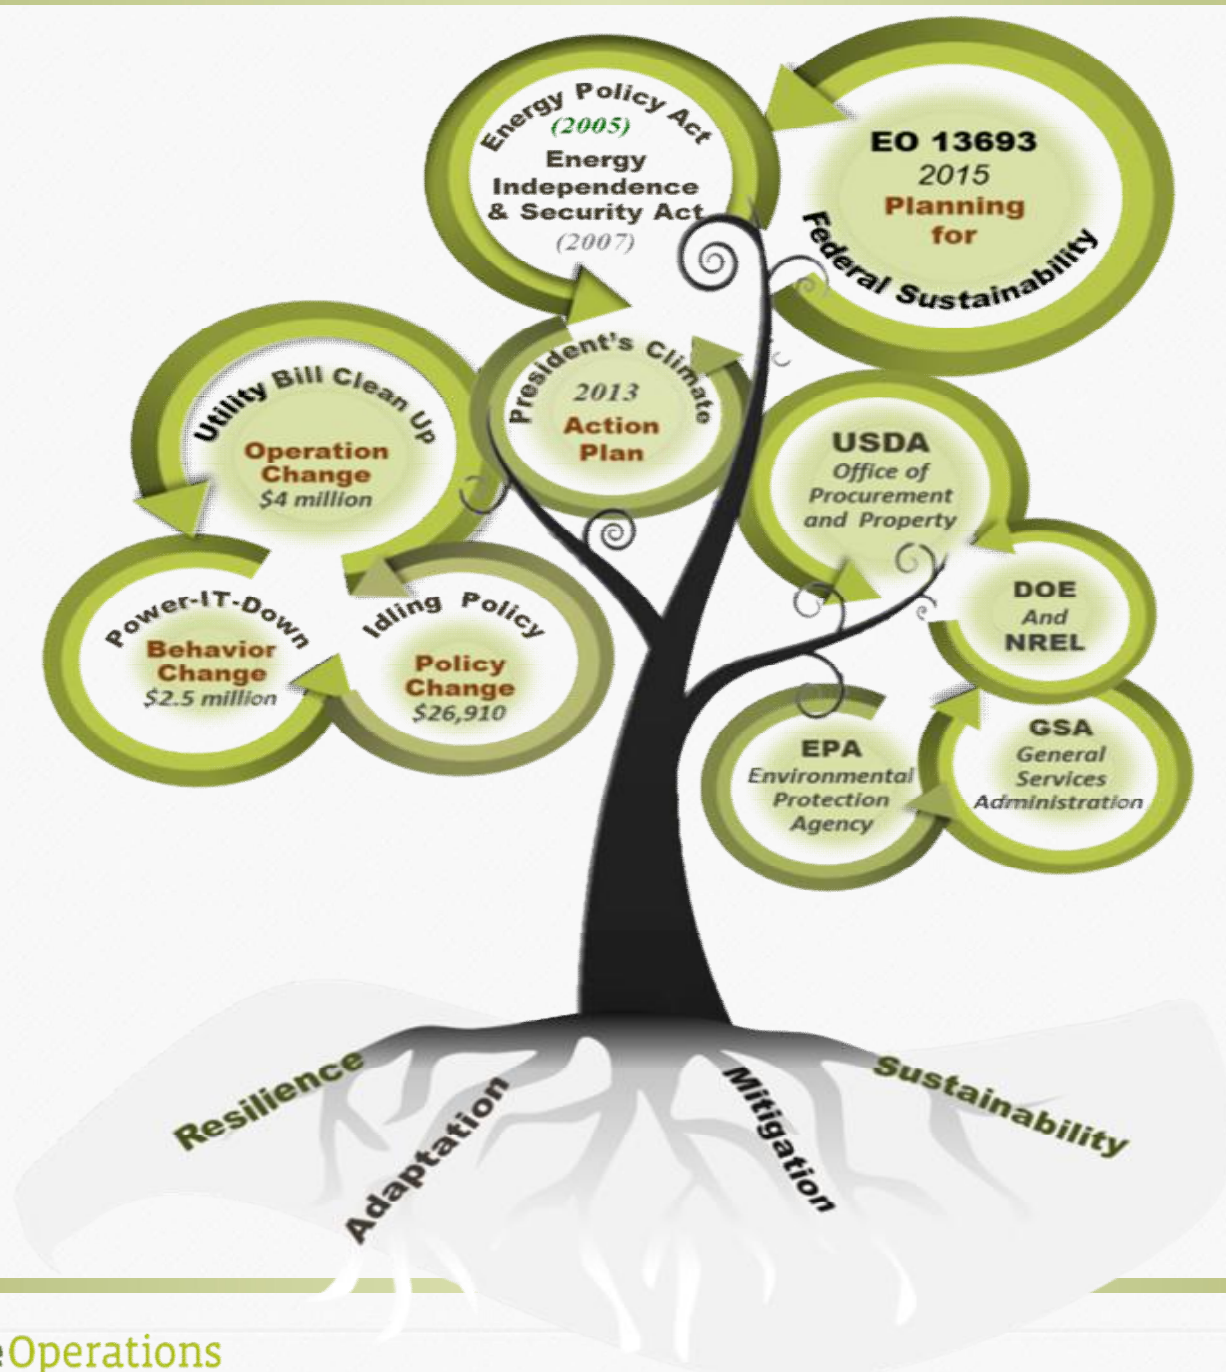 Energy Policy Act
(2005)
Energy
Independence
& Security Act
(2007)
EO 13693
2015
Planning
for
Federal Sustainability
President's Climate
2013
Action
Plan
Utility Bill Clean Up
Operation
Change
$4 million
Power-IT-Down
Behavior
Change
$2.5 million
Idling Policy
Policy
Change
$26,910
USDA
Office of
Procurement
and Property
DOE
And
NREL
GSA
General
Services
Administration
EPA
Environmental
Protection
Agency
Resilience
Adaptation
Mitigation
Sustainability
eOperations